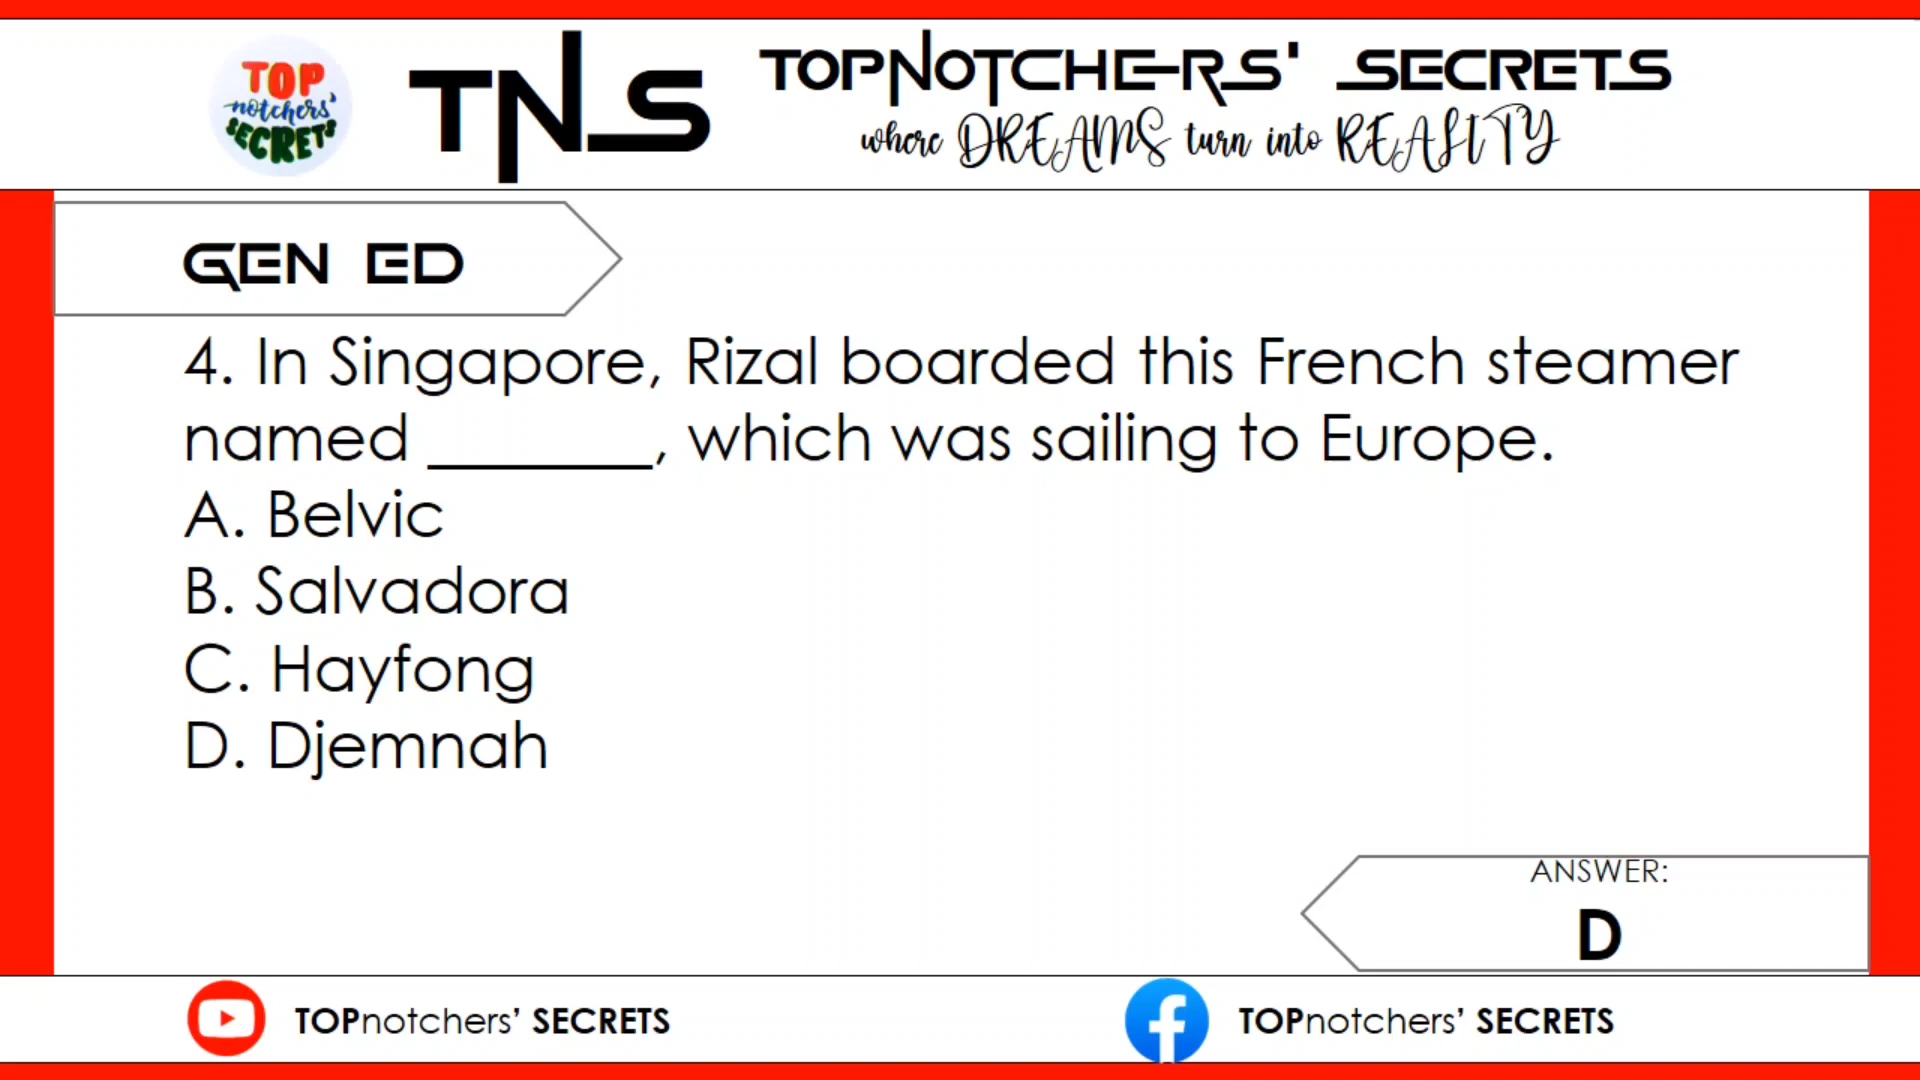 TOP
notchers'
SECRETS
TNS
TOPNOTCHERS' SECRETS
where DREAMS turn into REALITY
GEN ED
4. In Singapore, Rizal boarded this French steamer
named _______, which was sailing to Europe.
A. Belvic
B. Salvadora
C. Hayfong
D. Djemnah
ANSWER:
D
TOPnotchers’ SECRETS
TOPnotchers’ SECRETS